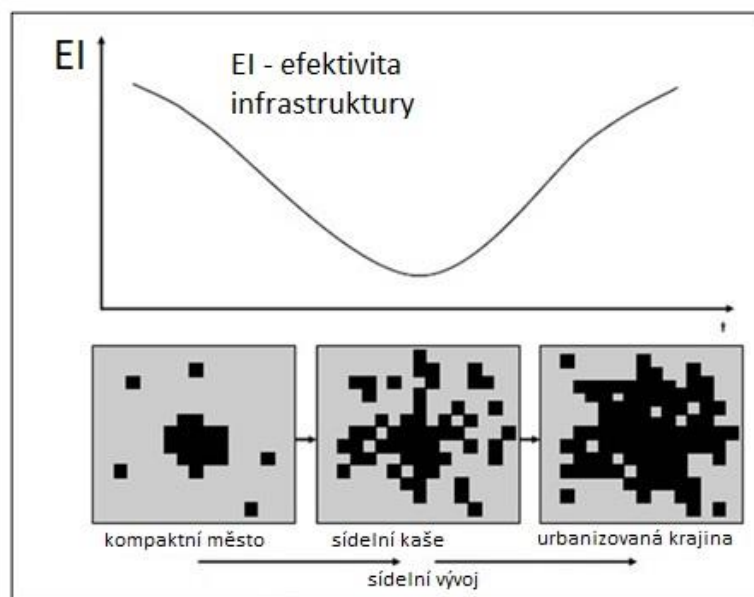 EI
EI - efektivita
infrastruktury
t
kompaktní město
sídelní kaše
urbanizovaná krajina
sídelní vývoj